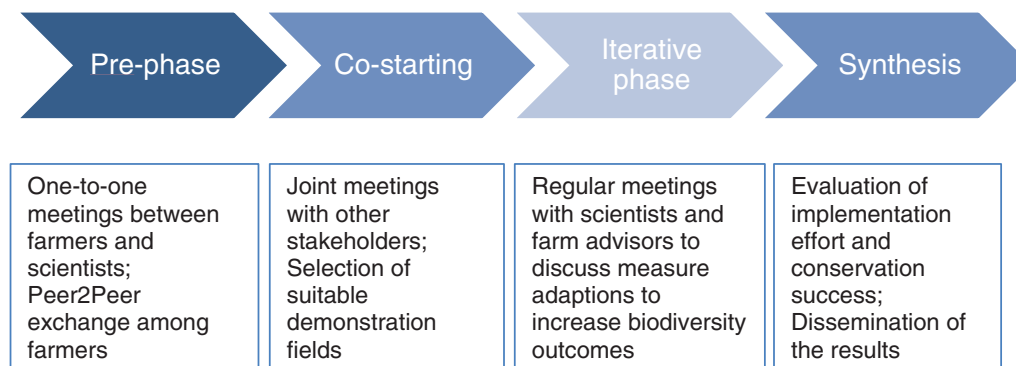 Pre-phase
Co-starting
Iterative
phase
Synthesis
One-to-one
meetings between
farmers and
scientists;
Peer2Peer
exchange among
farmers
Joint meetings
with other
stakeholders;
Selection of
suitable
demonstration
fields
Regular meetings
with scientists and
farm advisors to
discuss measure
adaptions to
increase biodiversity
outcomes
Evaluation of
implementation
effort and
conservation
success;
Dissemination of
the results